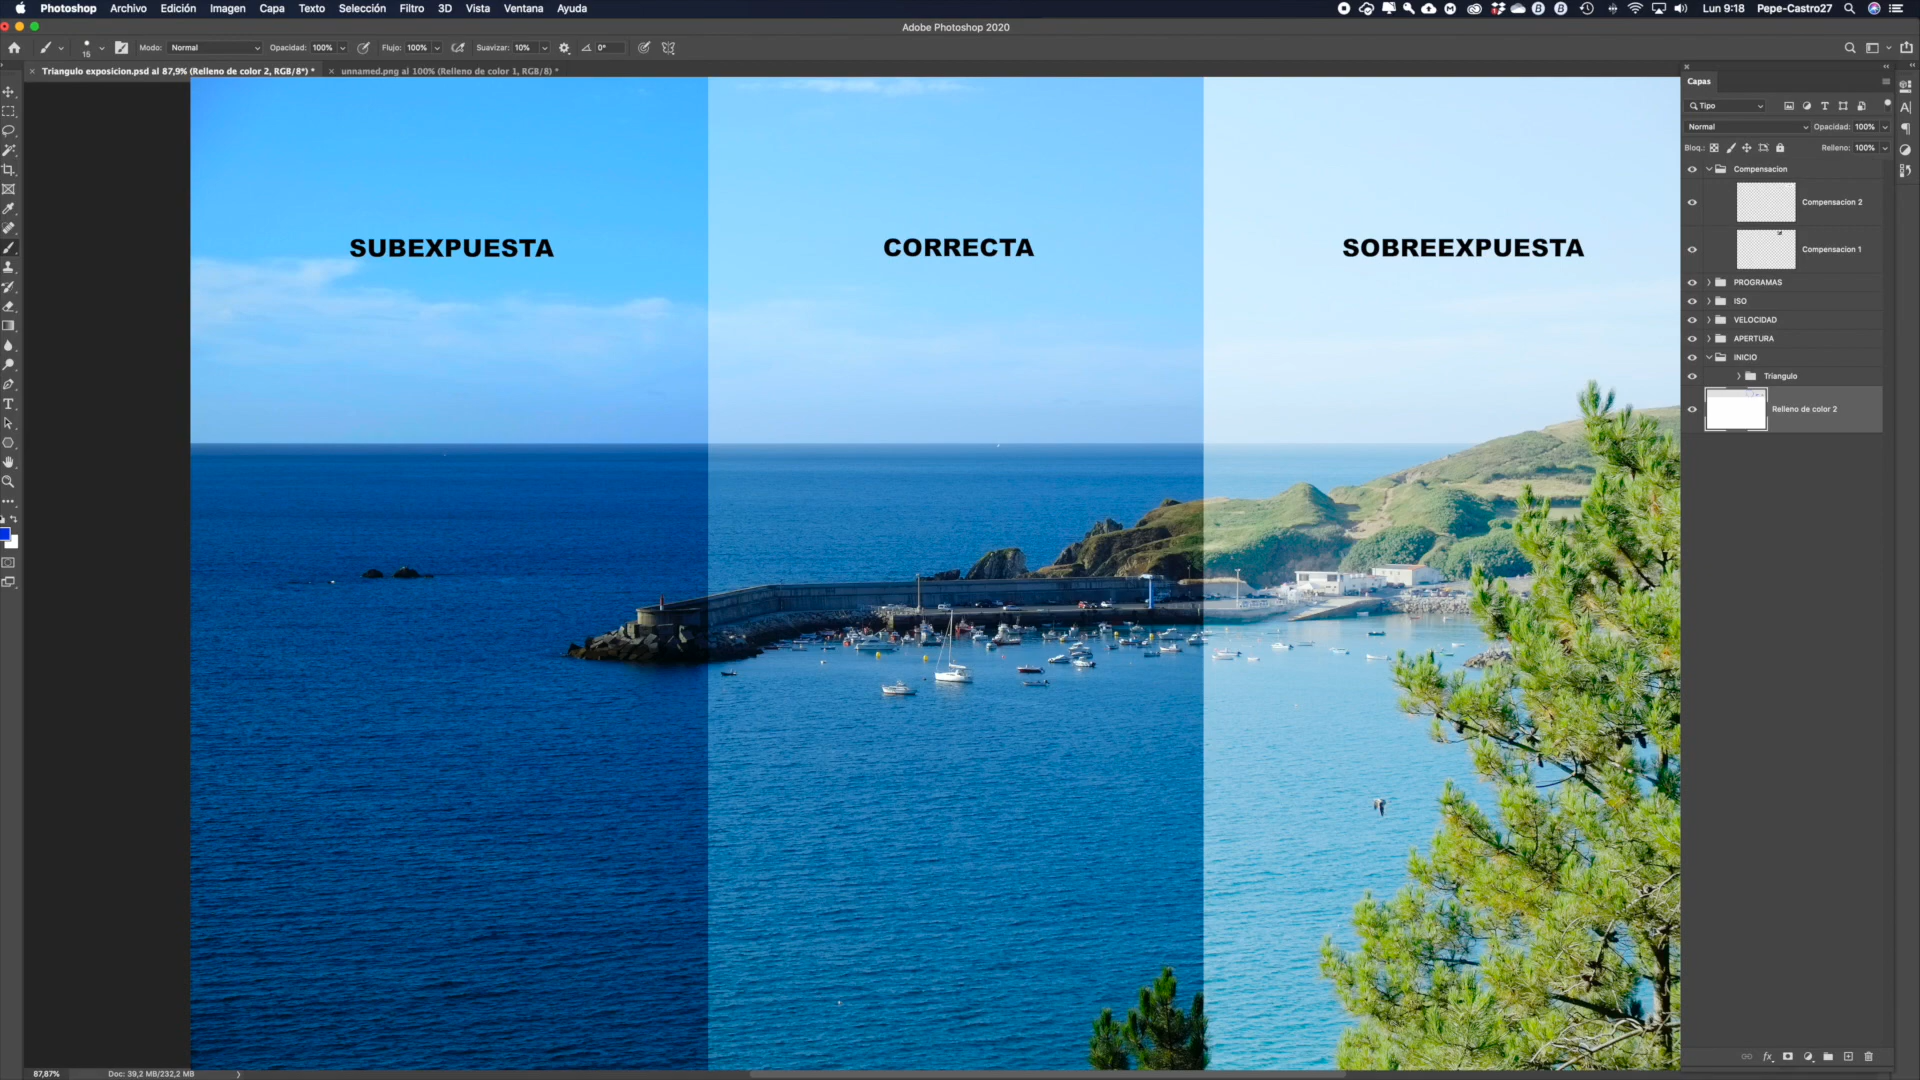 Photoshop Archivo Edición Imagen Capa Texto Selección Filtro 3D Vista Ventana Ayuda Lun 9:18 Pepe-Castro27
Adobe Photoshop 2020
15 Modo: Normal Opacidad: 100% Flujo: 100% Suavizar: 10% 0°
Triangulo exposicion.psd al 87,9% (Relleno de color 2, RGB/8*) * unnamed.png al 100% (Relleno de color 1, RGB/8) *
Capas
Tipo
Normal Opacidad: 100%
Bloq.: Relleno: 100%
Compensacion
Compensacion 2
Compensacion 1
PROGRAMAS
ISO
VELOCIDAD
APERTURA
INICIO
Triangulo
Relleno de color 2
SUBEXPUESTA CORRECTA SOBREEXPUESTA
87,87% Doc: 39,2 MB/232,2 MB